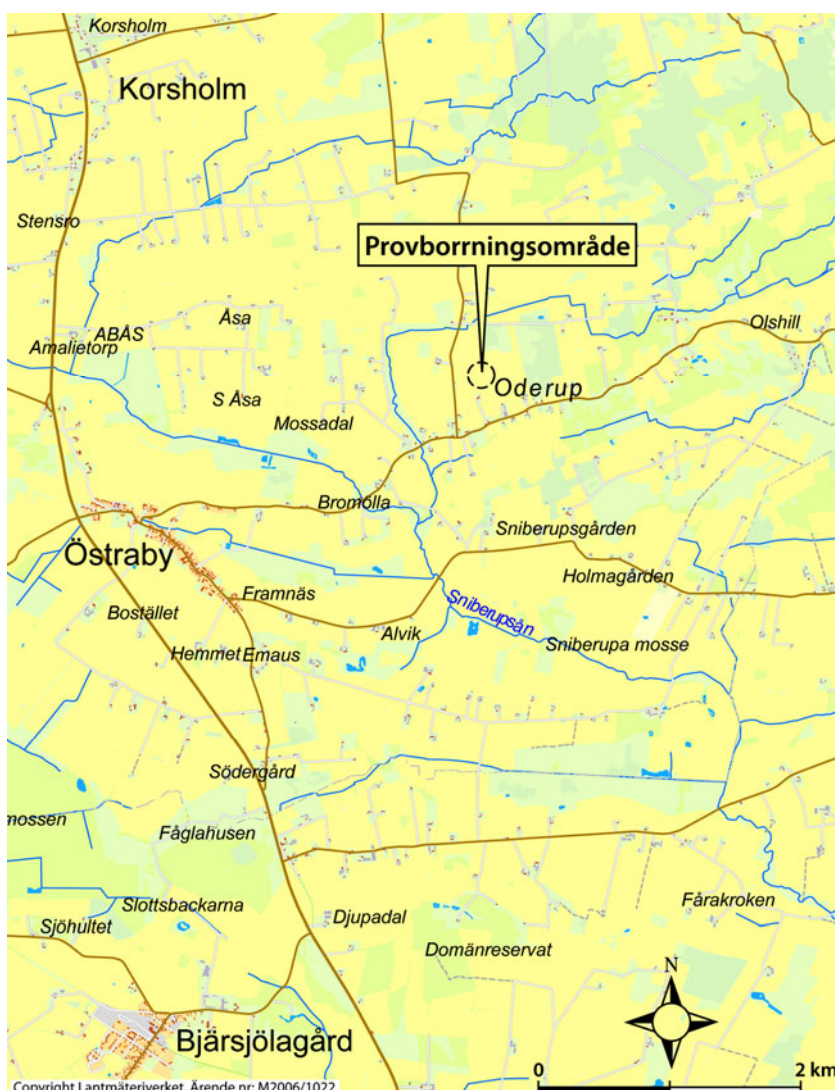 Korsholm
Korsholm
Stensro
Provborrningsområde
Åsa
ABÅS
Amalietorp
Olshill
Oderup
S Åsa
Mossadal
Bromölla
Sniberupsgården
Östraby
Holmagården
Framnäs
Sniberupsån
Bostället
Alvik
Hemmet
Emaus
Sniberupa mosse
Södergård
mossen
Fåglahusen
Slottsbackarna
Fårakroken
Sjöhultet
Djupadal
Domänreservat
N
Bjärsjölagård
0
2 km
Copyright Lantmäteriverket. Ärende nr: M2006/1022